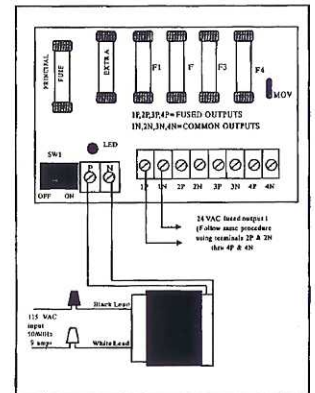 PRINCIPAL
FUSE
EXTRA
F1
F
F3
F4
MOV
1P,2P,3P,4P= FUSED OUTPUTS
1N,2N,3N,4N= COMMON OUTPUTS
LED
SW1
P N
1P 1N 2P 2N 3P 3N 4P 4N
OFF ON
24 VAC fused output 1
(Follow same procedure
using terminals 2P & 2N
thru 4P & 4N
Black Lead
115 VAC
input
50/60Hz
amps
White Lead